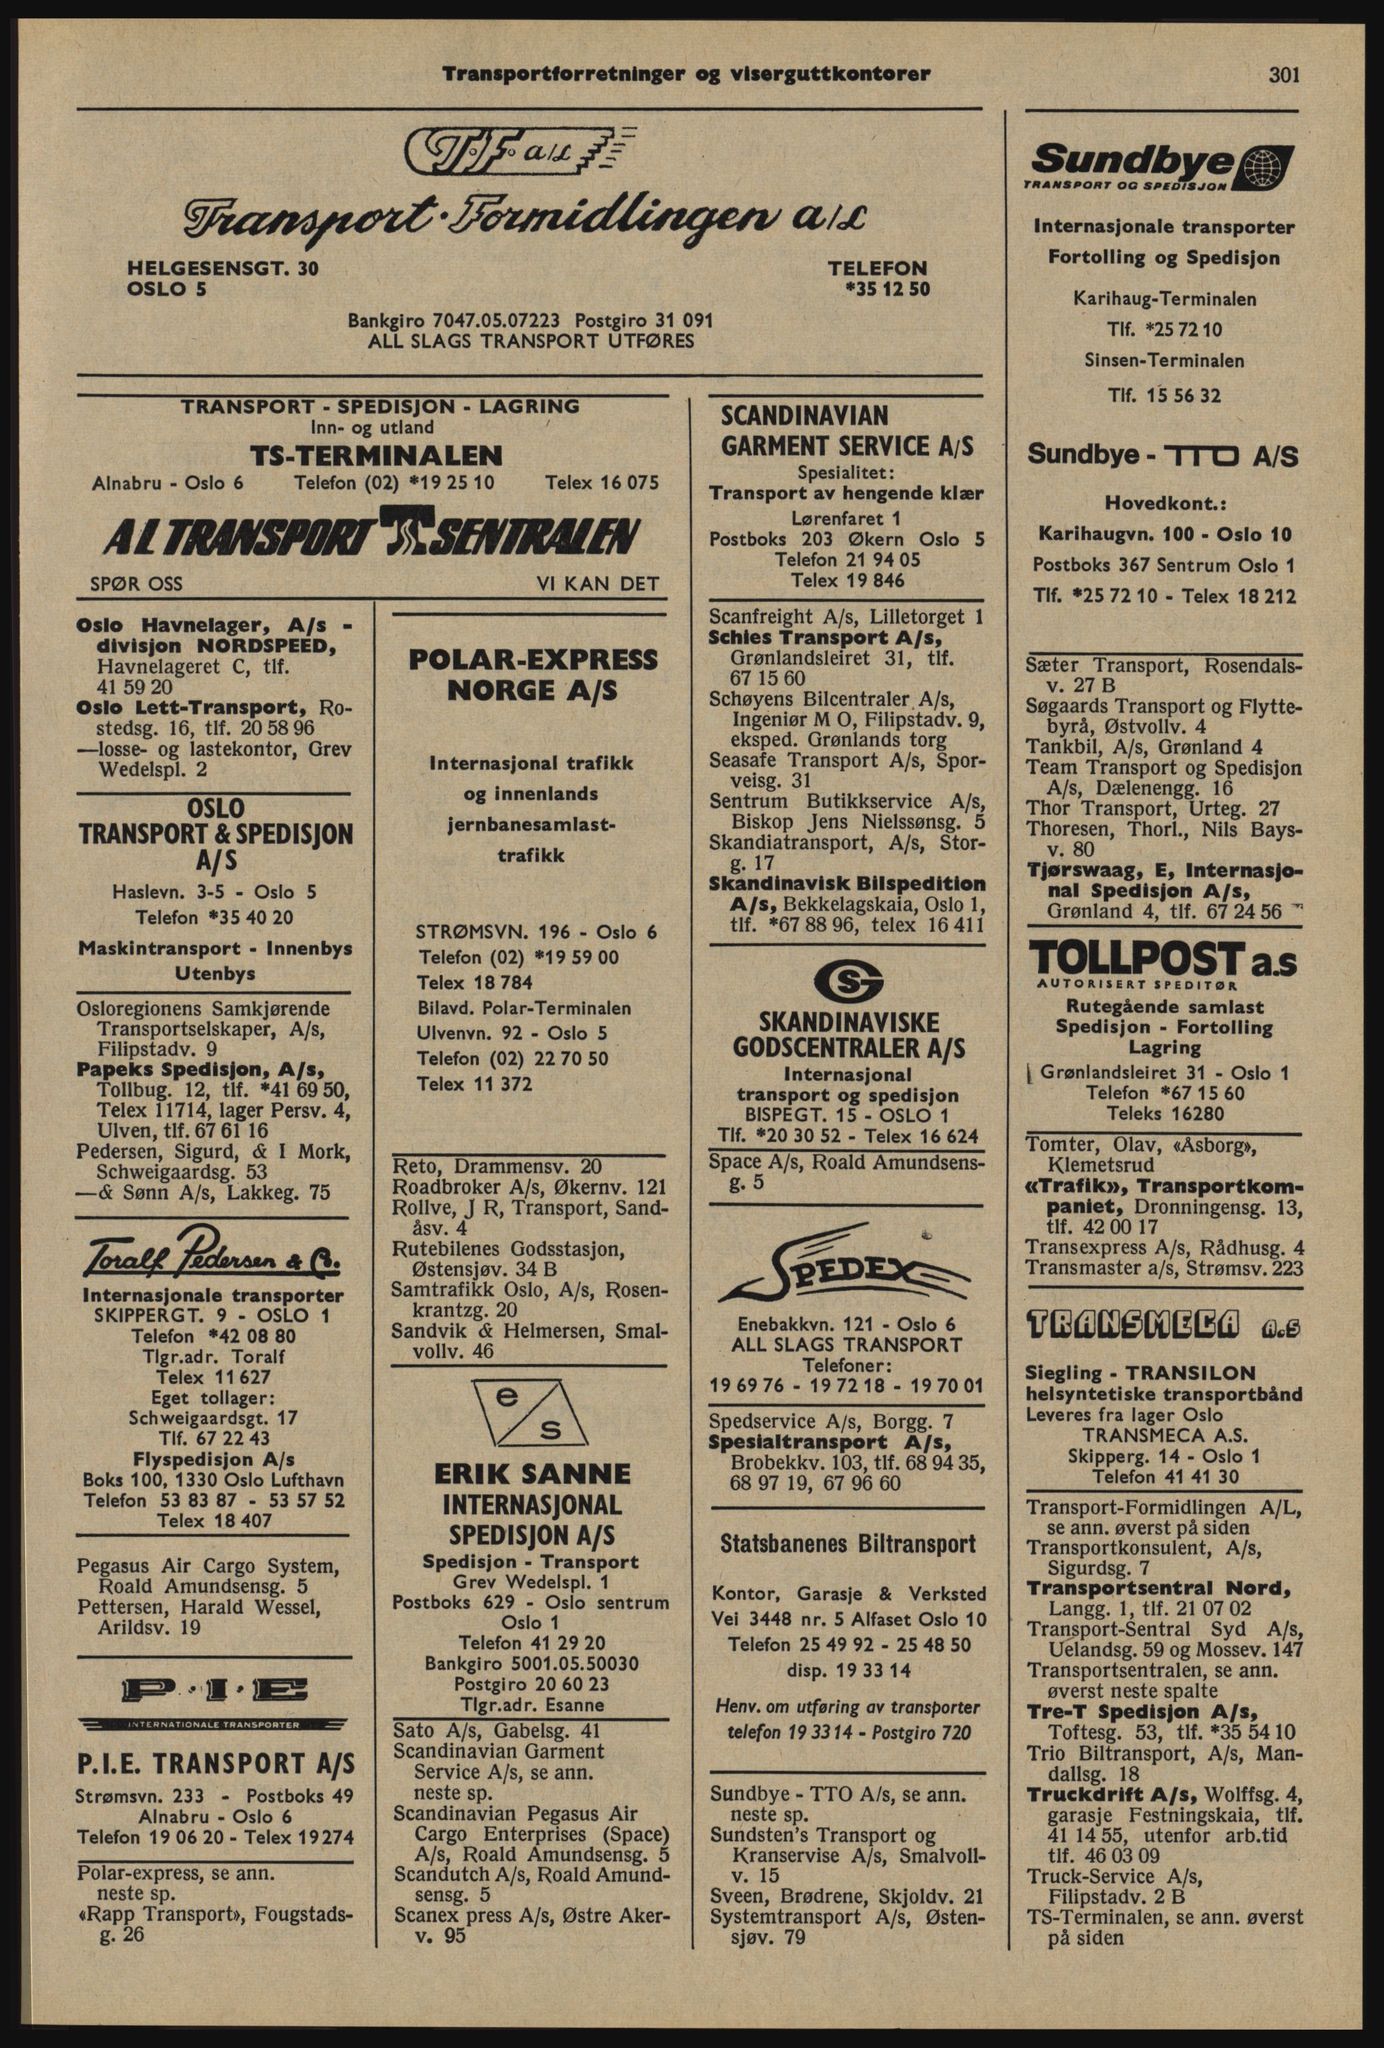 Transportforretninger og viserguttkontorer
301
T.F. a/l
Transport-Formidlingen a/l
HELGESENSGT. 30
OSLO 5
TELEFON
*35 12 50
Bankgiro 7047.05.07223 Postgiro 31 091
ALL SLAGS TRANSPORT UTFØRES
TRANSPORT - SPEDISJON - LAGRING
Inn- og utland
TS-TERMINALEN
Alnabru - Oslo 6 Telefon (02) *19 25 10 Telex 16 075
AL TRANSPORT TS SENTRALEN
SPØR OSS VI KAN DET
Oslo Havnelager, A/s -
divisjon NORDSPEED,
Havnelageret C, tlf.
41 59 20
Oslo Lett-Transport, Ro-
stedsg. 16, tlf. 20 58 96
—losse- og lastekontor, Grev
Wedelspl. 2
OSLO
TRANSPORT & SPEDISJON
A/S
Haslevn. 3-5 - Oslo 5
Telefon *35 40 20
Maskintransport - Innenbys
Utenbys
Osloregionens Samkjørende
Transportselskaper, A/s,
Filipstadv. 9
Papeks Spedisjon, A/s,
Tollbug. 12, tlf. *41 69 50,
Telex 11714, lager Persv. 4,
Ulven, tlf. 67 61 16
Pedersen, Sigurd, & I Mork,
Schweigaardsg. 53
—& Sønn A/s, Lakkeg. 75
Toralf Pedersen & Co.
Internasjonale transporter
SKIPPERGT. 9 - OSLO 1
Telefon *42 08 80
Tlgr.adr. Toralf
Telex 11 627
Eget tollager:
Schweigaardsgt. 17
Tlf. 67 22 43
Flyspedisjon A/s
Boks 100, 1330 Oslo Lufthavn
Telefon 53 83 87 - 53 57 52
Telex 18 407
Pegasus Air Cargo System,
Roald Amundsensg. 5
Pettersen, Harald Wessel,
Arildsv. 19
P·I·E
INTERNATIONALE TRANSPORTER
P.I.E. TRANSPORT A/S
Strømsvn. 233 - Postboks 49
Alnabru - Oslo 6
Telefon 19 06 20 - Telex 19274
Polar-express, se ann.
neste sp.
«Rapp Transport», Fougstads-
g. 26
POLAR-EXPRESS
NORGE A/S
Internasjonal trafikk
og innenlands
jernbanesamlast-
trafikk
STRØMSVN. 196 - Oslo 6
Telefon (02) *19 59 00
Telex 18 784
Bilavd. Polar-Terminalen
Ulvenvn. 92 - Oslo 5
Telefon (02) 22 70 50
Telex 11 372
Reto, Drammensv. 20
Roadbroker A/s, Økernv. 121
Rollve, J R, Transport, Sand-
åsv. 4
Rutebilenes Godsstasjon,
Østensjøv. 34 B
Samtrafikk Oslo, A/s, Rosen-
krantzg. 20
Sandvik & Helmersen, Smal-
vollv. 46
e/s
ERIK SANNE
INTERNASJONAL
SPEDISJON A/S
Spedisjon - Transport
Grev Wedelspl. 1
Postboks 629 - Oslo sentrum
Oslo 1
Telefon 41 29 20
Bankgiro 5001.05.50030
Postgiro 20 60 23
Tlgr.adr. Esanne
Sato A/s, Gabelsg. 41
Scandinavian Garment
Service A/s, se ann.
neste sp.
Scandinavian Pegasus Air
Cargo Enterprises (Space)
A/s, Roald Amundsensg. 5
Scandutch A/s, Roald Amund-
sensg. 5
Scanex press A/s, Østre Aker-
v. 95
SCANDINAVIAN
GARMENT SERVICE A/S
Spesialitet:
Transport av hengende klær
Lørenfaret 1
Postboks 203 Økern Oslo 5
Telefon 21 94 05
Telex 19 846
Scanfreight A/s, Lilletorget 1
Schies Transport A/s,
Grønlandsleiret 31, tlf.
67 15 60
Schøyens Bilcentraler A/s,
Ingeniør M O, Filipstadv. 9,
eksped. Grønlands torg
Seasafe Transport A/s, Spor-
veisg. 31
Sentrum Butikkservice A/s,
Biskop Jens Nielssønsg. 5
Skandiatransport, A/s, Stor-
g. 17
Skandinavisk Bilspedition
A/s, Bekkelagskaia, Oslo 1,
tlf. *67 88 96, telex 16 411
GS
SKANDINAVISKE
GODSCENTRALER A/S
Internasjonal
transport og spedisjon
BISPEGT. 15 - OSLO 1
Tlf. *20 30 52 - Telex 16 624
Space A/s, Roald Amundsens-
g. 5
SPEDEX
Enebakkvn. 121 - Oslo 6
ALL SLAGS TRANSPORT
Telefoner:
19 69 76 - 19 72 18 - 19 70 01
Spedservice A/s, Borgg. 7
Spesialtransport A/s,
Brobekkv. 103, tlf. 68 94 35,
68 97 19, 67 96 60
Statsbanenes Biltransport
Kontor, Garasje & Verksted
Vei 3448 nr. 5 Alfaset Oslo 10
Telefon 25 49 92 - 25 48 50
disp. 19 33 14
Henv. om utføring av transporter
telefon 19 33 14 - Postgiro 720
Sundbye - TTO A/s, se ann.
neste sp.
Sundsten's Transport og
Kranservise A/s, Smalvoll-
v. 15
Sveen, Brødrene, Skjoldv. 21
Systemtransport A/s, Østen-
sjøv. 79
Sundbye
TRANSPORT OG SPEDISJON
Internasjonale transporter
Fortolling og Spedisjon
Karihaug-Terminalen
Tlf. *25 72 10
Sinsen-Terminalen
Tlf. 15 56 32
Sundbye - TTO A/S
Hovedkont.:
Karihaugvn. 100 - Oslo 10
Postboks 367 Sentrum Oslo 1
Tlf. *25 72 10 - Telex 18 212
Sæter Transport, Rosendals-
v. 27 B
Søgaards Transport og Flytte-
byrå, Østvollv. 4
Tankbil, A/s, Grønland 4
Team Transport og Spedisjon
A/s, Dælenengg. 16
Thor Transport, Urteg. 27
Thoresen, Thorl., Nils Bays-
v. 80
Tjørswaag, E, Internasjo-
nal Spedisjon A/s,
Grønland 4, tlf. 67 24 56
TOLLPOST a.s
AUTORISERT SPEDITØR
Rutegående samlast
Spedisjon - Fortolling
Lagring
Grønlandsleiret 31 - Oslo 1
Telefon *67 15 60
Teleks 16280
Tomter, Olav, «Åsborg»,
Klemetsrud
«Trafik», Transportkom-
paniet, Dronningensg. 13,
tlf. 42 00 17
Transexpress A/s, Rådhusg. 4
Transmaster a/s, Strømsv. 223
TRANSMECA A.S
Siegling - TRANSILON
helsyntetiske transportbånd
Leveres fra lager Oslo
TRANSMECA A.S.
Skipperg. 14 - Oslo 1
Telefon 41 41 30
Transport-Formidlingen A/L,
se ann. øverst på siden
Transportkonsulent, A/s,
Sigurdsg. 7
Transportsentral Nord,
Langg. 1, tlf. 21 07 02
Transport-Sentral Syd A/s,
Uelandsg. 59 og Mossev. 147
Transportsentralen, se ann.
øverst neste spalte
Tre-T Spedisjon A/s,
Toftesg. 53, tlf. *35 54 10
Trio Biltransport, A/s, Man-
dallsg. 18
Truckdrift A/s, Wolffsg. 4,
garasje Festningskaia, tlf.
41 14 55, utenfor arb.tid
tlf. 46 03 09
Truck-Service A/s,
Filipstadv. 2 B
TS-Terminalen, se ann. øverst
på siden